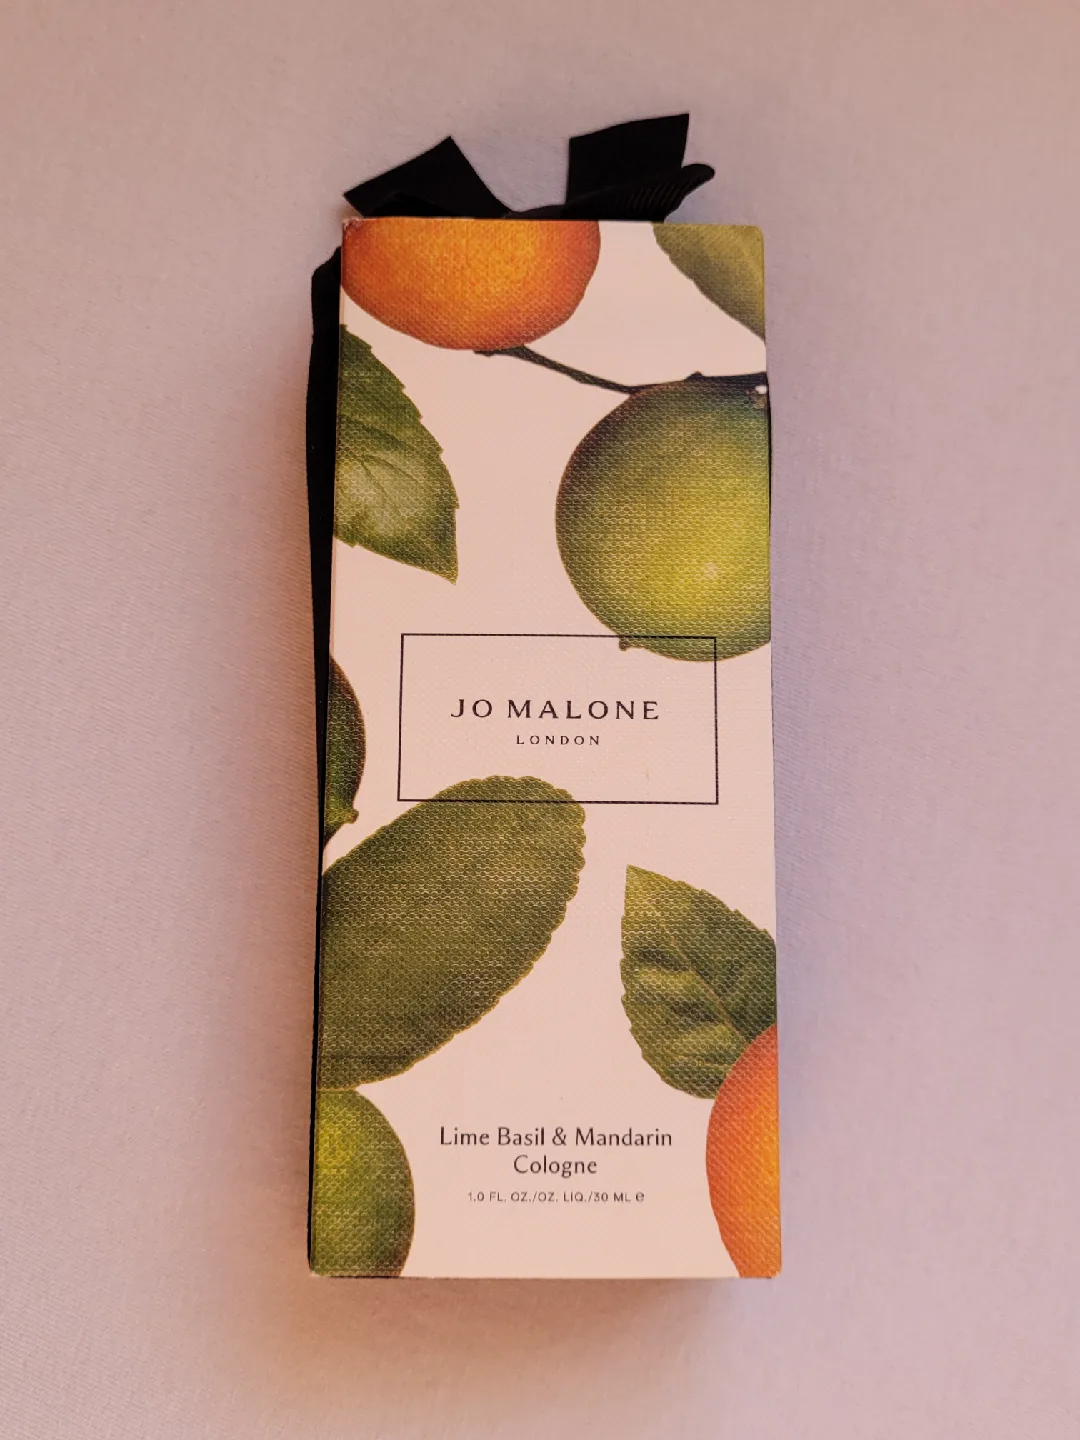 JO MALONE
LONDON
Lime Basil & Mandarin
Cologne
1.0 FL. OZ./OZ. LIQ./30 ML ℮